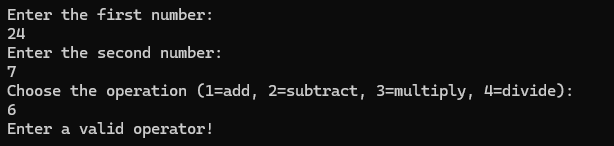 Enter the first number:
24
Enter the second number:
7
Choose the operation (1=add, 2=subtract, 3=multiply, 4=divide):
6
Enter a valid operator!